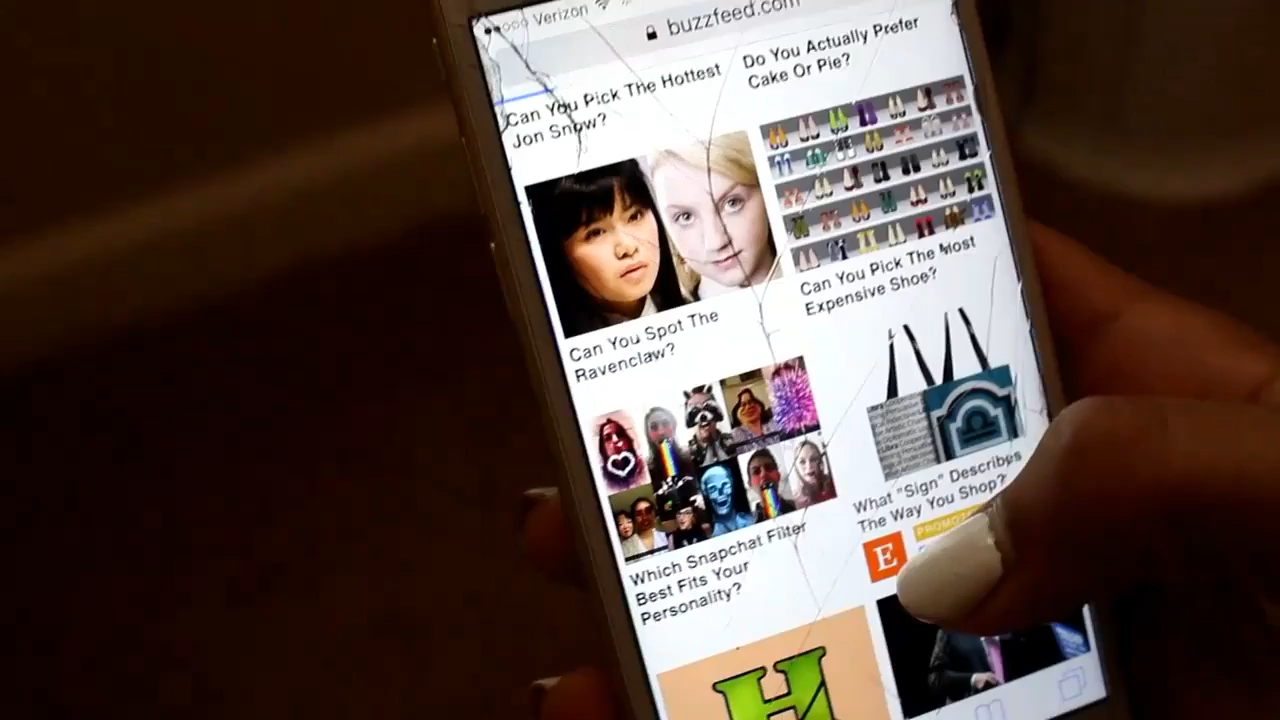 Verizon
buzzfeed.com
Can You Pick The Hottest
Jon Snow?
Do You Actually Prefer
Cake Or Pie?
Can You Spot The
Ravenclaw?
Can You Pick The Most
Expensive Shoe?
Which Snapchat Filter
Best Fits Your
Personality?
What "Sign" Describes
The Way You Shop?
E
H